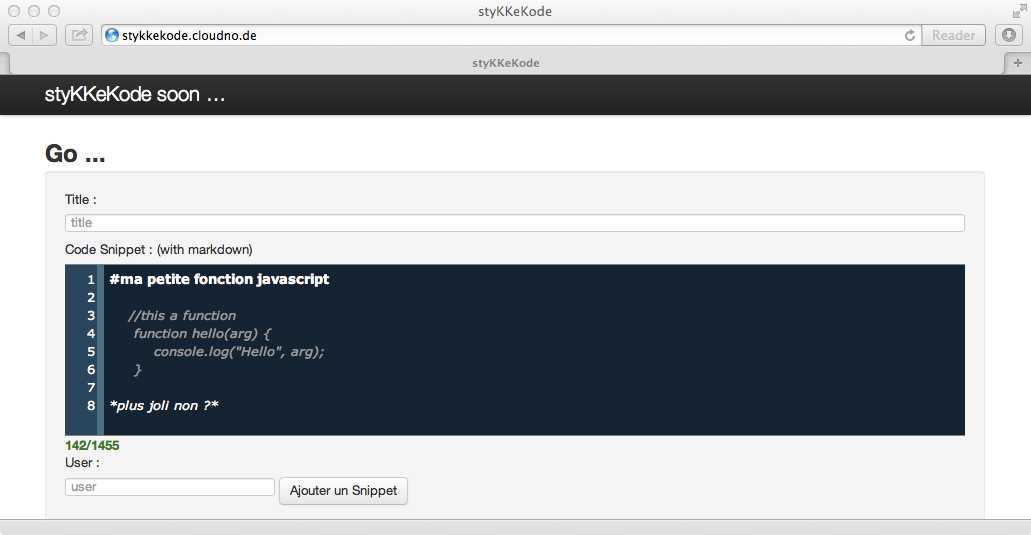 styKKeKode
stykkekode.cloudno.de
Reader
styKKeKode
styKKeKode soon ...
Go ...
Title :
title
Code Snippet : (with markdown)
1 #ma petite fonction javascript
2
3 //this a function
4 function hello(arg) {
5 console.log("Hello", arg);
6 }
7
8 *plus joli non ?*
142/1455
User :
user
Ajouter un Snippet